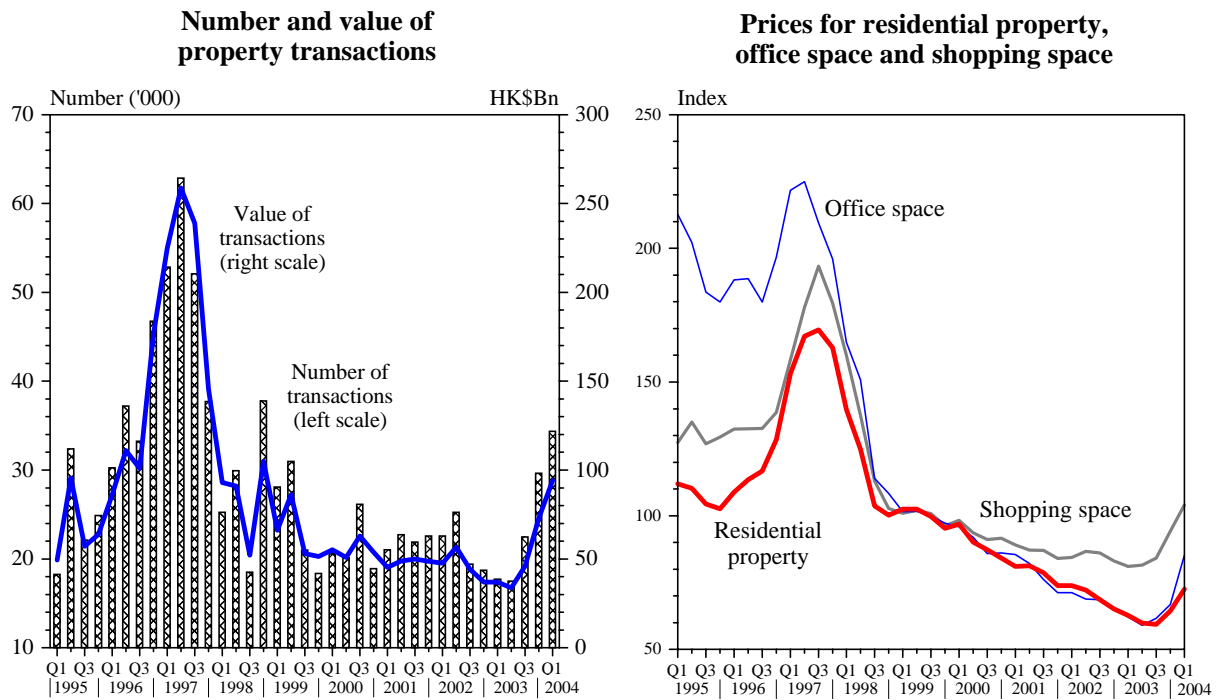 Number and value of
property transactions
Number ('000)
HK$Bn
70
60
50
40
30
20
10
300
250
200
150
100
50
0
Value of
transactions
(right scale)
Number of
transactions
(left scale)
Q1 Q3 Q1 Q3 Q1 Q3 Q1 Q3 Q1 Q3 Q1 Q3 Q1 Q3 Q1 Q3 Q1 Q3 Q1
1995 1996 1997 1998 1999 2000 2001 2002 2003 2004
Prices for residential property,
office space and shopping space
Index
250
200
150
100
50
Office space
Shopping space
Residential
property
Q1 Q3 Q1 Q3 Q1 Q3 Q1 Q3 Q1 Q3 Q1 Q3 Q1 Q3 Q1 Q3 Q1 Q3 Q1
1995 1996 1997 1998 1999 2000 2001 2002 2003 2004